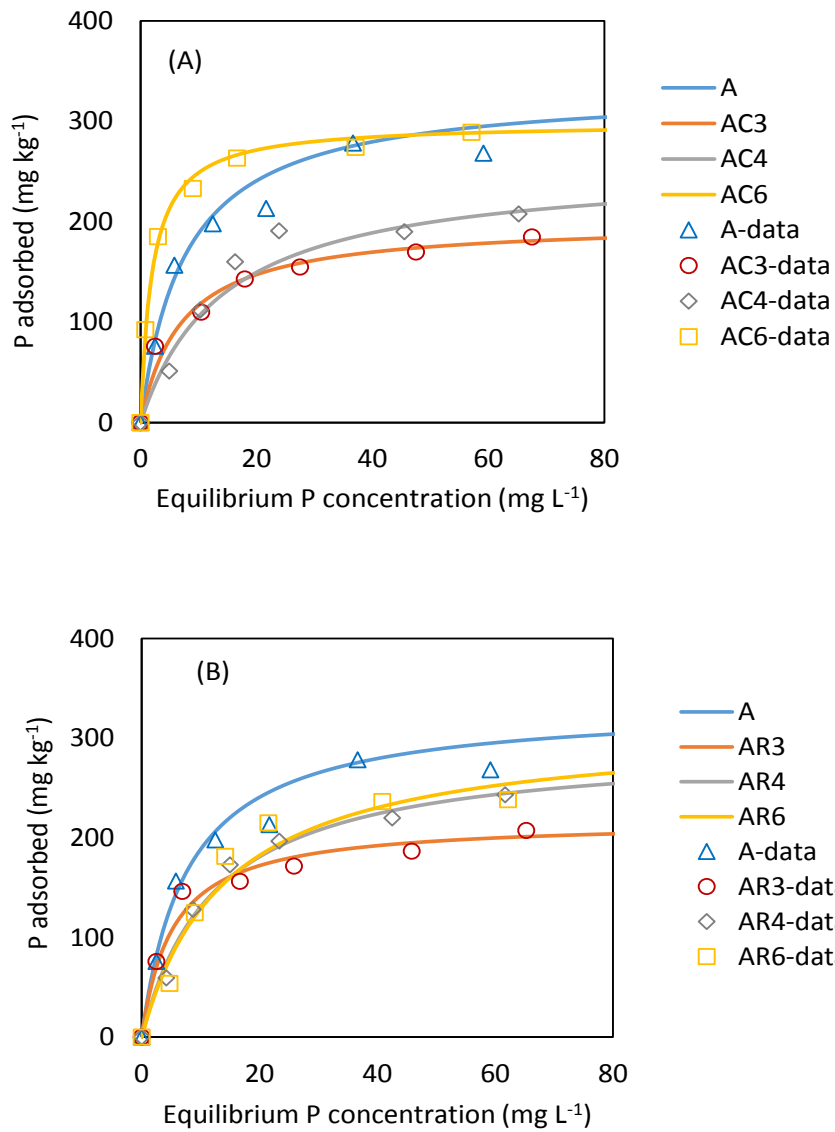 400
(A)
300
200
100
0
P adsorbed (mg kg-1)
0 20 40 60 80
Equilibrium P concentration (mg L-1)
A
AC3
AC4
AC6
A-data
AC3-data
AC4-data
AC6-data
400
(B)
300
200
100
0
P adsorbed (mg kg-1)
0 20 40 60 80
Equilibrium P concentration (mg L-1)
A
AR3
AR4
AR6
A-data
AR3-dat
AR4-dat
AR6-dat